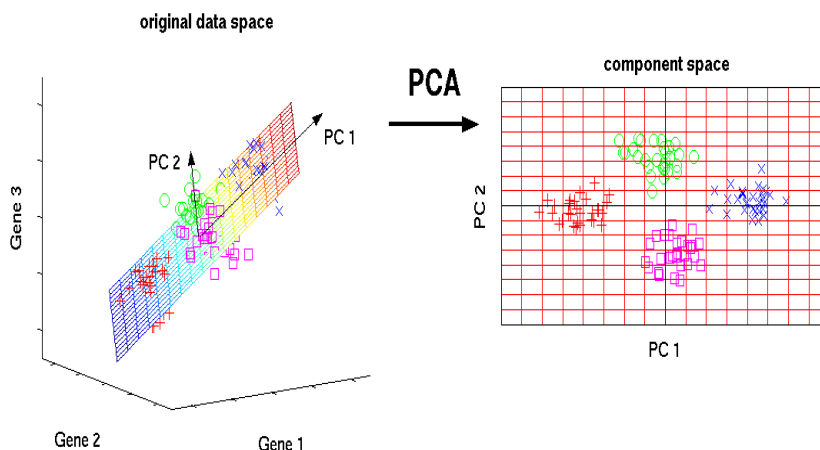 original data space
PCA
component space
PC 1
PC 2
Gene 3
PC 2
PC 1
Gene 2
Gene 1